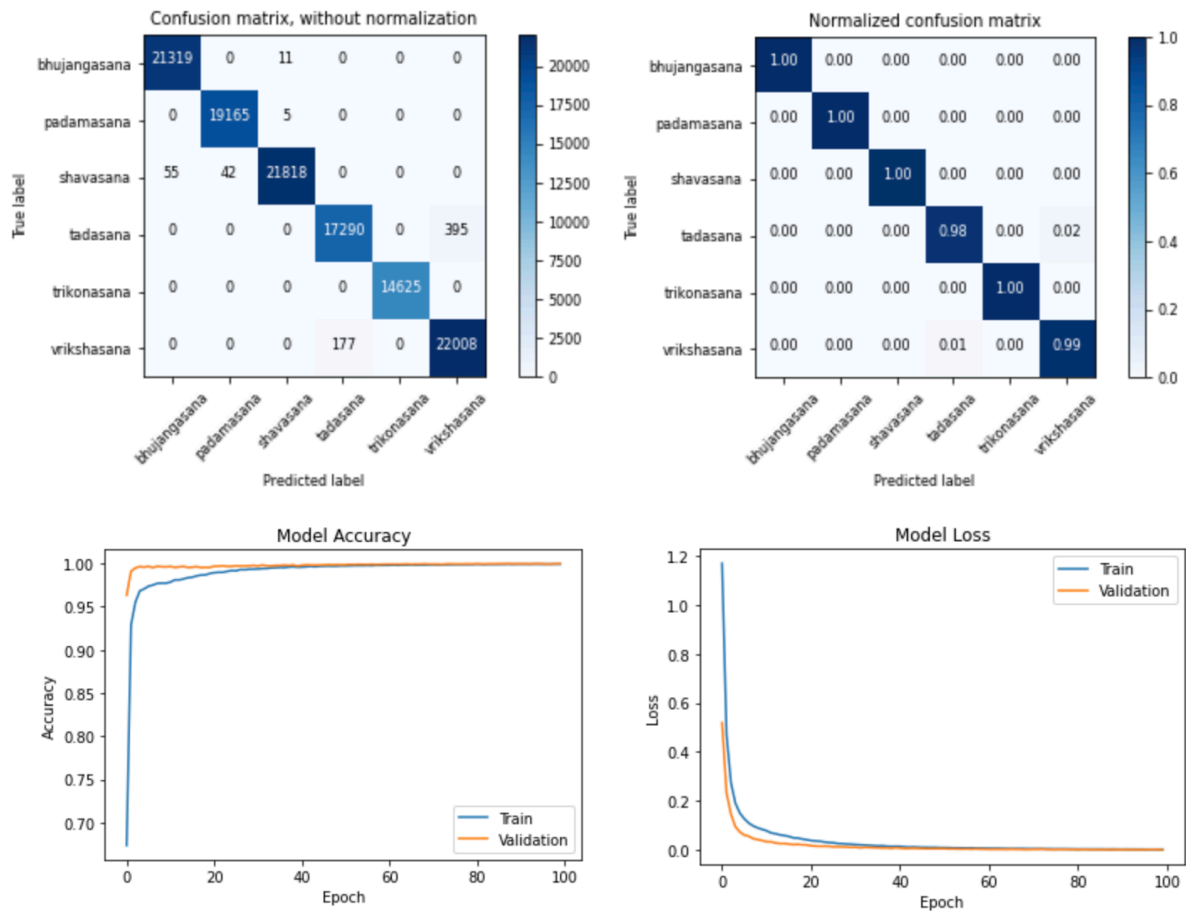 Confusion matrix, without normalization
bhujangasana 21319 0 11 0 0 0
padamasana 0 19165 5 0 0 0
shavasana 55 42 21818 0 0 0
tadasana 0 0 0 17290 0 395
trikonasana 0 0 0 0 14625 0
vrikshasana 0 0 0 177 0 22008
True label
bhujangasana padamasana shavasana tadasana trikonasana vrikshasana
Predicted label
20000
17500
15000
12500
10000
7500
5000
2500
0
Normalized confusion matrix
bhujangasana 1.00 0.00 0.00 0.00 0.00 0.00
padamasana 0.00 1.00 0.00 0.00 0.00 0.00
shavasana 0.00 0.00 1.00 0.00 0.00 0.00
tadasana 0.00 0.00 0.00 0.98 0.00 0.02
trikonasana 0.00 0.00 0.00 0.00 1.00 0.00
vrikshasana 0.00 0.00 0.00 0.01 0.00 0.99
True label
bhujangasana padamasana shavasana tadasana trikonasana vrikshasana
Predicted label
1.0
0.8
0.6
0.4
0.2
0.0
Model Accuracy
1.00
0.95
0.90
0.85
0.80
0.75
0.70
Accuracy
Train
Validation
0 20 40 60 80 100
Epoch
Model Loss
1.2
1.0
0.8
0.6
0.4
0.2
0.0
Loss
Train
Validation
0 20 40 60 80 100
Epoch